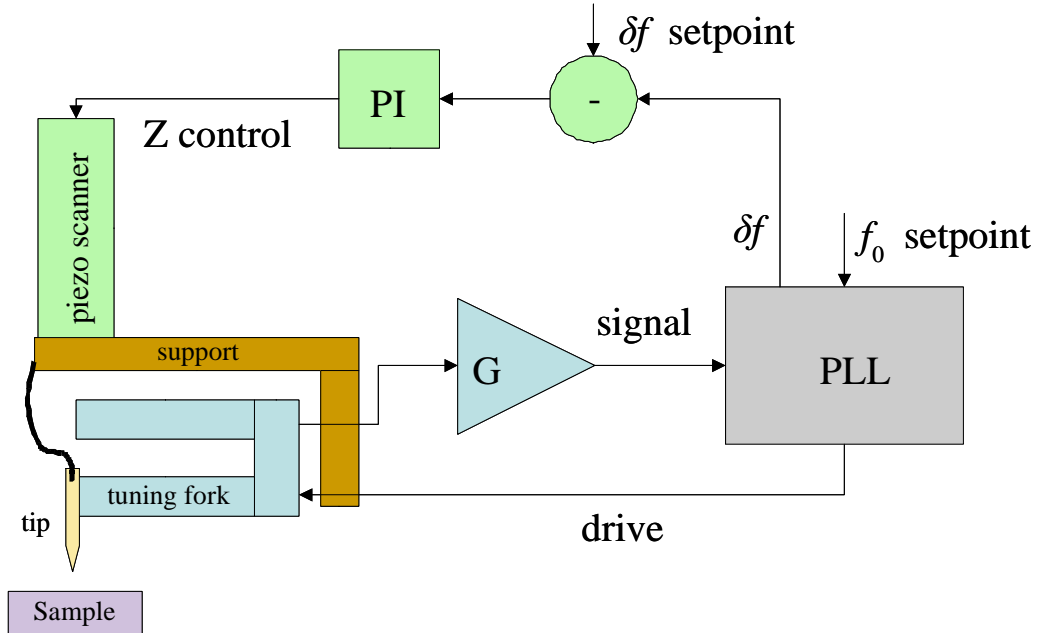 δf setpoint
PI
-
Z control
piezo scanner
δf
f₀ setpoint
signal
support
G
PLL
tuning fork
tip
drive
Sample